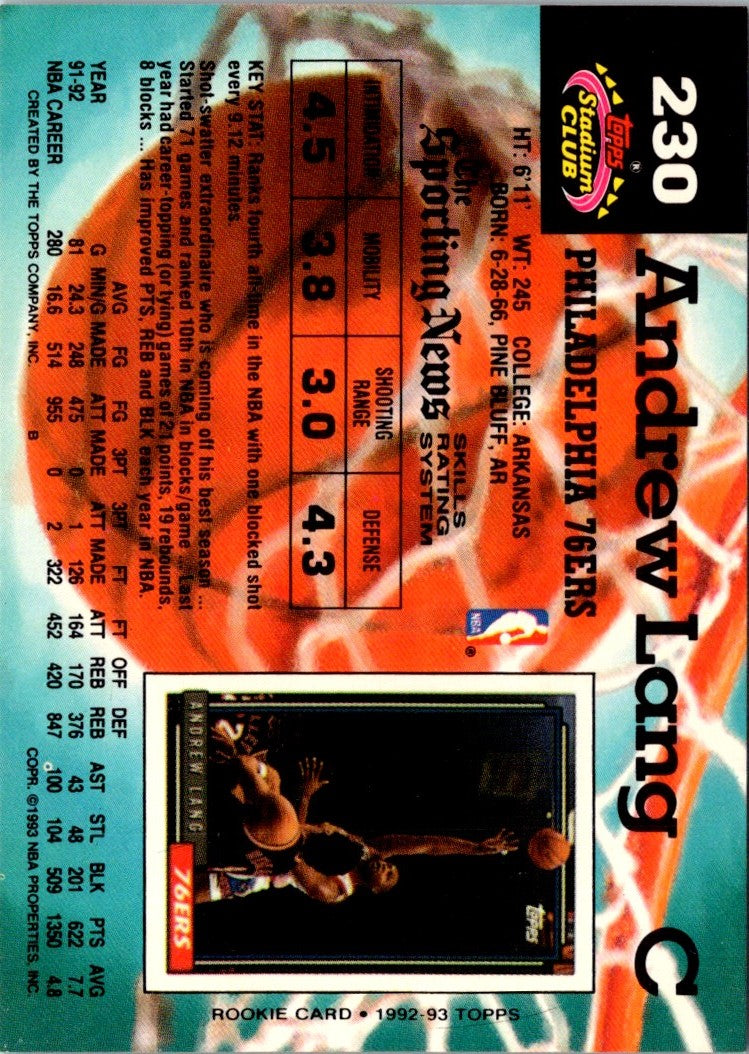 230
Topps®
Stadium
CLUB
Andrew Lang C
PHILADELPHIA 76ERS
HT: 6'11" WT: 245 COLLEGE: ARKANSAS
BORN: 6-28-66, PINE BLUFF, AR
NBA ®
The
Sporting News
SKILLS
RATING
SYSTEM
INTIMIDATION MOBILITY SHOOTING RANGE DEFENSE
4.5 3.8 3.0 4.3
KEY STAT: Ranks fourth all-time in the NBA with one blocked shot
every 9.12 minutes.
Shot-swatter extraordinaire who is coming off his best season ...
Started 71 games and ranked 10th in NBA in blocks/game ... Last
year had career-topping (or tying) games of 21 points, 19 rebounds,
8 blocks ... Has improved PTS, REB and BLK each year in NBA.
AVG FG FG 3PT 3PT FT FT OFF DEF
YEAR G MIN/G MADE ATT MADE ATT MADE ATT REB REB AST STL BLK PTS AVG
91-92 81 24.3 248 475 0 1 126 164 170 376 43 48 201 622 7.7
NBA CAREER 280 16.6 514 955 0 2 322 452 420 847 100 104 509 1350 4.8
CREATED BY THE TOPPS COMPANY, INC. B COPR. ©1993 NBA PROPERTIES, INC.
topps
ANDREW LANG
76ERS
ROOKIE CARD • 1992-93 TOPPS